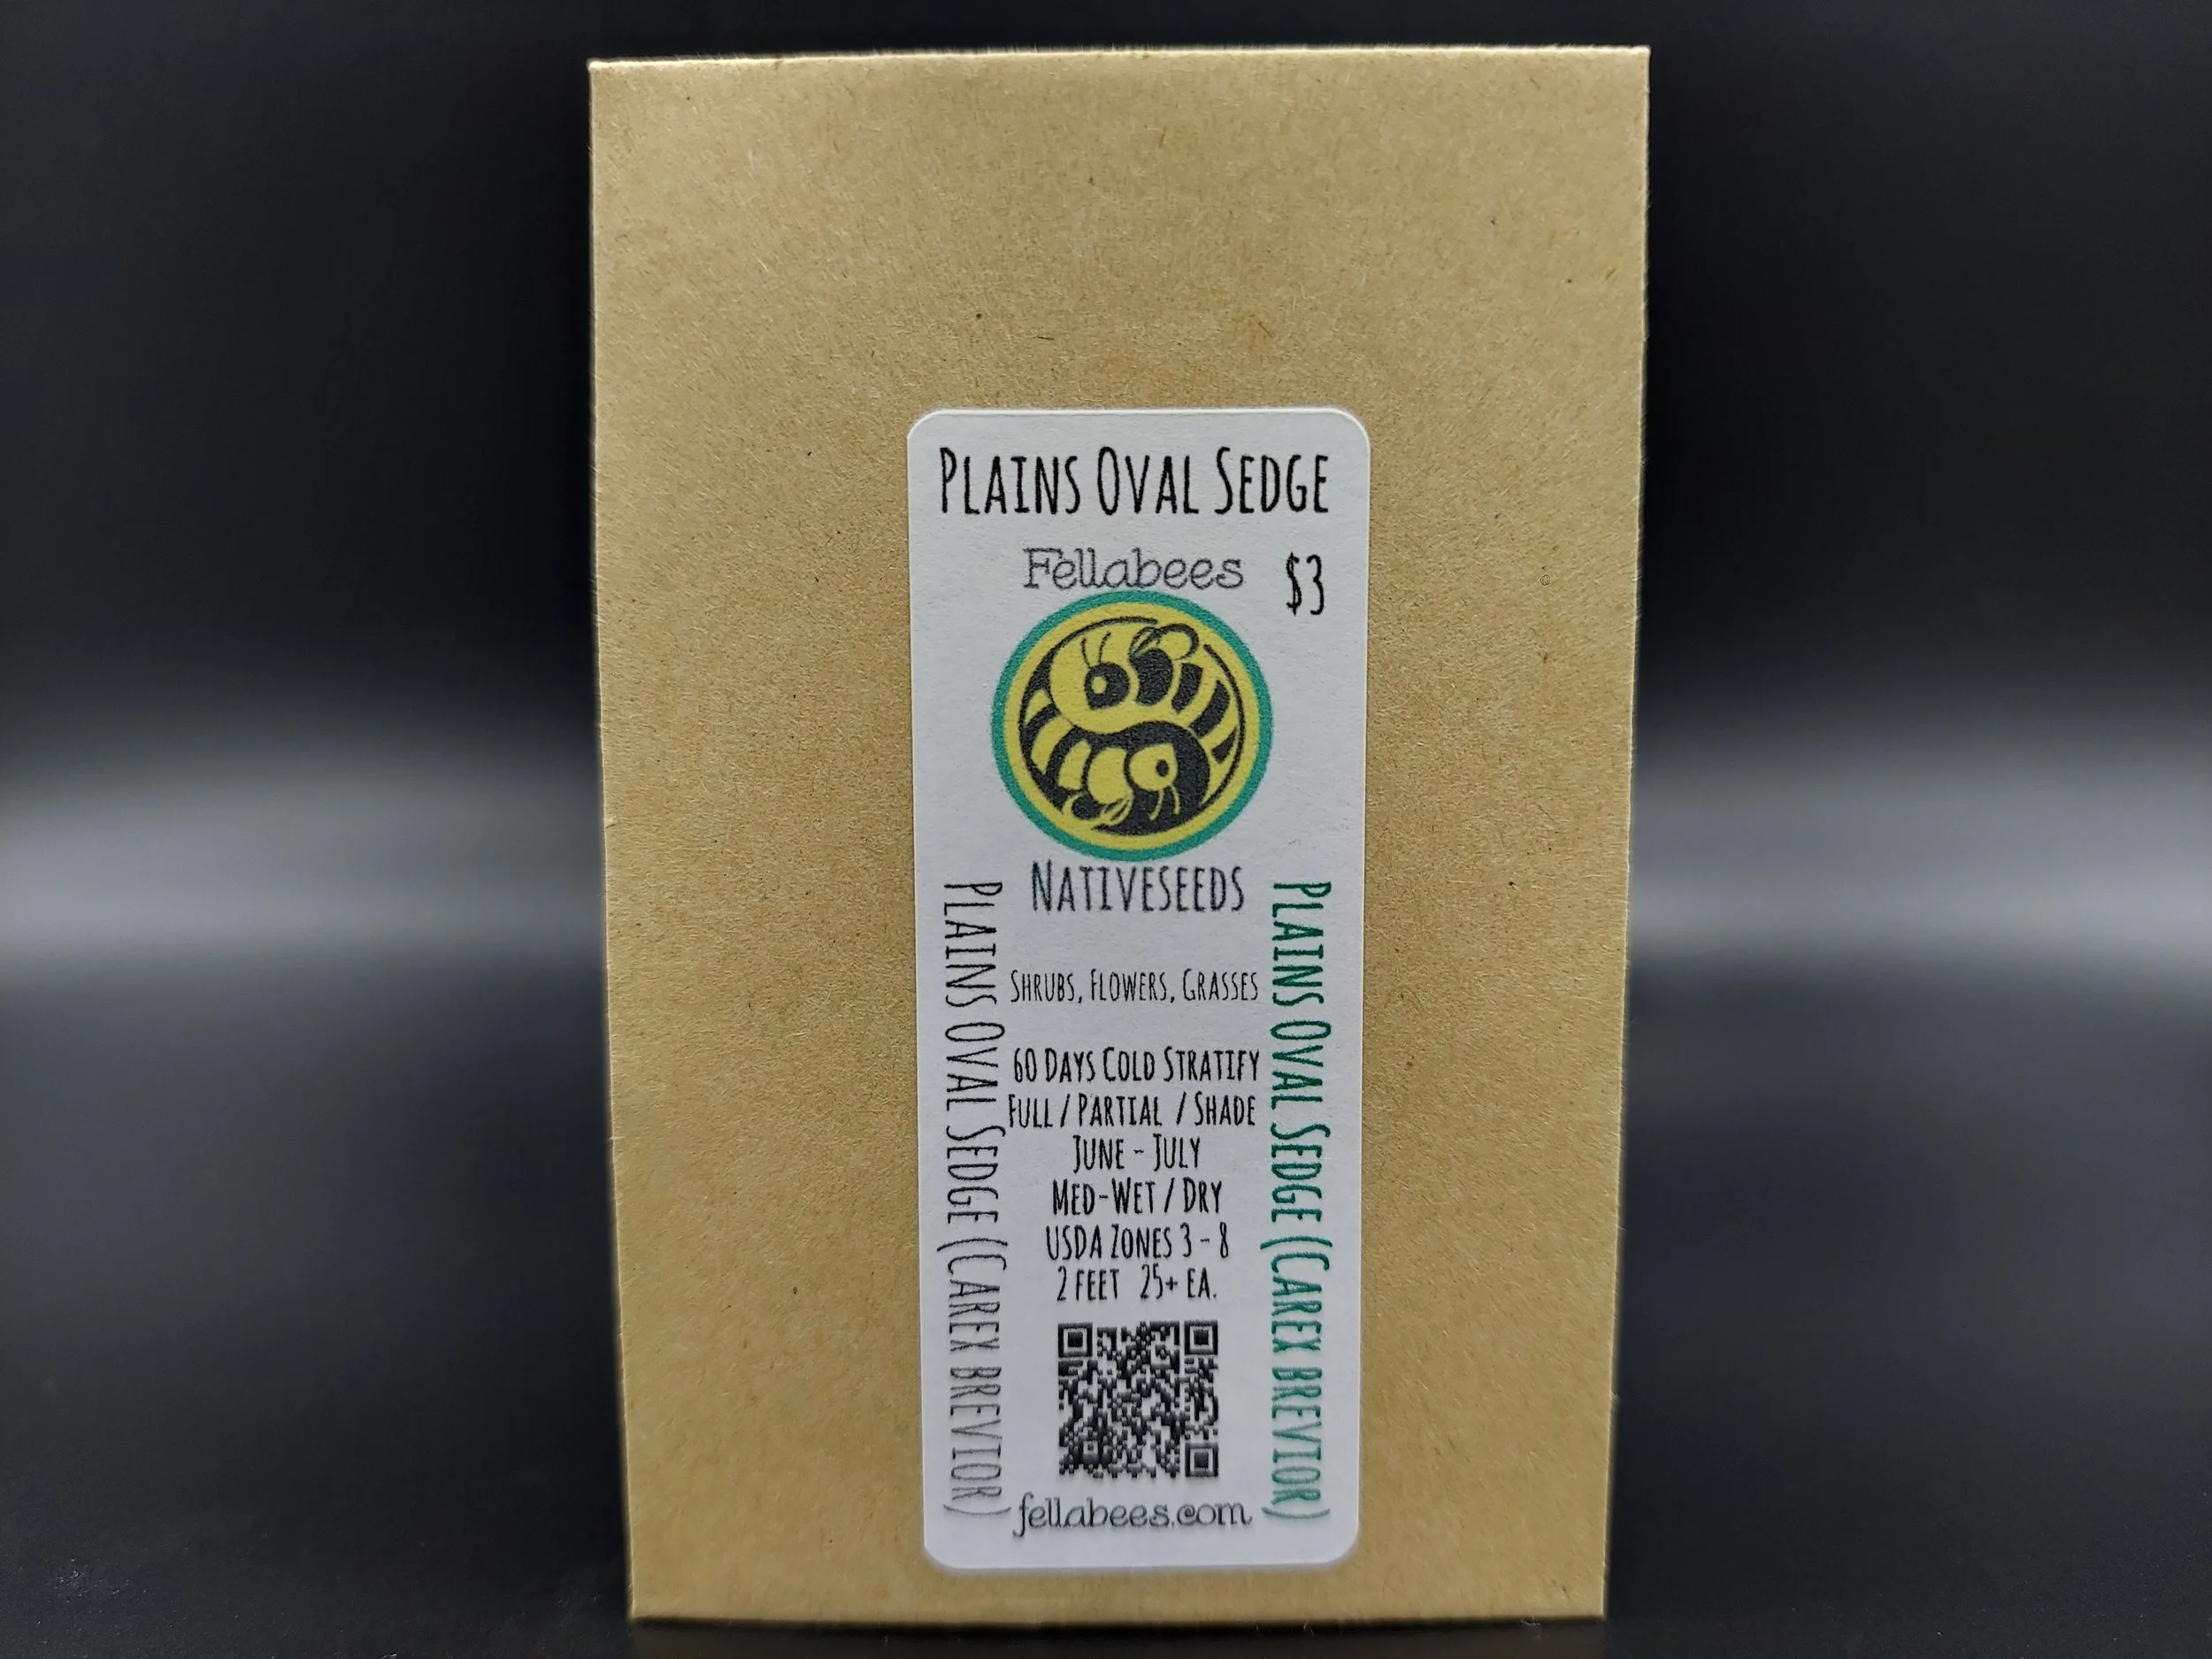 PLAINS OVAL SEDGE
Fellabees
$3
NATIVESEEDS
SHRUBS, FLOWERS, GRASSES
60 DAYS COLD STRATIFY
FULL / PARTIAL / SHADE
JUNE - JULY
MED-WET / DRY
USDA ZONES 3 - 8
2 FEET 25+ EA.
fellabees.com
PLAINS OVAL SEDGE (CAREX BREVIOR)
PLAINS OVAL SEDGE (CAREX BREVIOR)